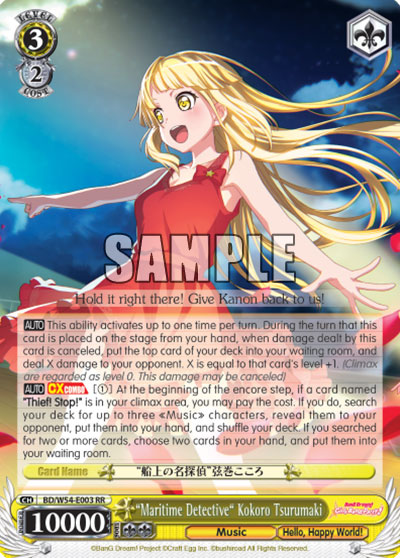 LEVEL
3
2
COST
SAMPLE
Hold it right there! Give Kanon back to us!
AUTO This ability activates up to one time per turn. During the turn that this
card is placed on the stage from your hand, when damage dealt by this
card is canceled, put the top card of your deck into your waiting room, and
deal X damage to your opponent. X is equal to that card's level +1. (Climax
are regarded as level 0. This damage may be canceled)
AUTO CX COMBO [(1)] At the beginning of the encore step, if a card named
"Thief! Stop!" is in your climax area, you may pay the cost. If you do, search
your deck for up to three «Music» characters, reveal them to your
opponent, put them into your hand, and shuffle your deck. If you searched
for two or more cards, choose two cards in your hand, and put them into
your waiting room.
Card Name
"船上の名探偵"弦巻こころ
BD/W54-E003 RR
"Maritime Detective" Kokoro Tsurumaki
POWER
10000
SOUL
Music
Hello, Happy World!
©BanG Dream! Project ©Craft Egg Inc. ©bushiroad All Rights Reserved.